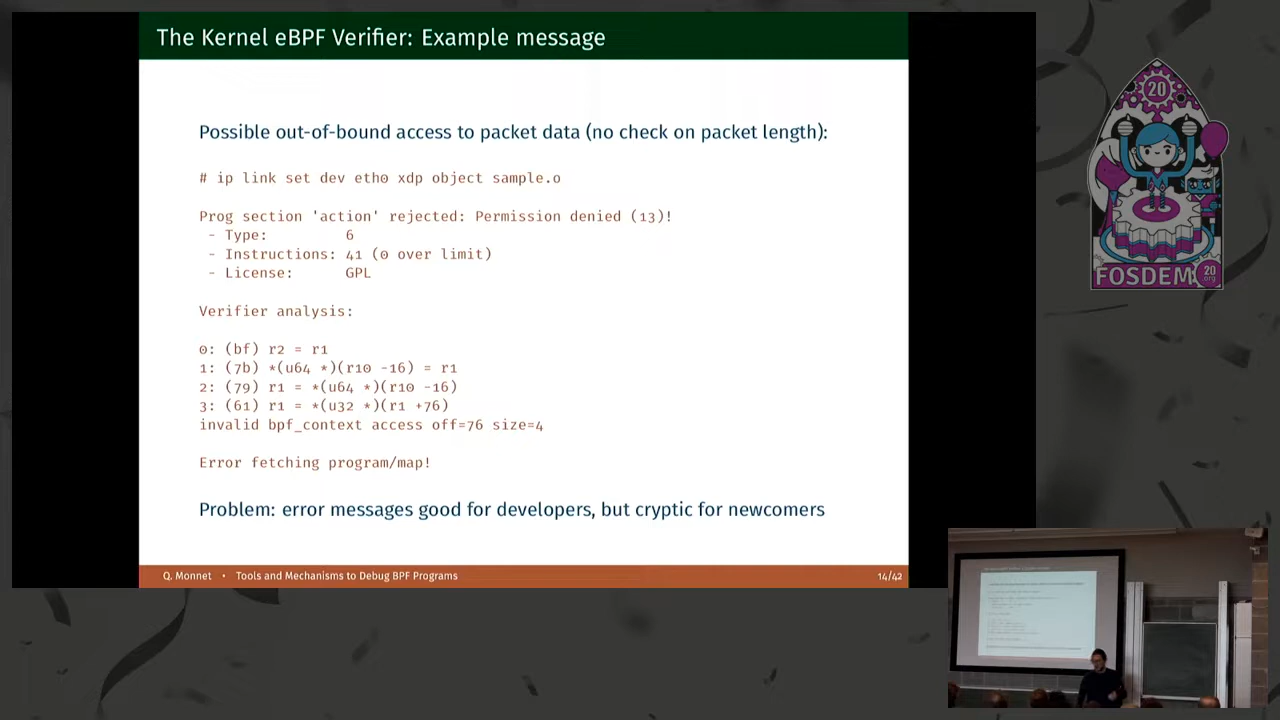 The Kernel eBPF Verifier: Example message
Possible out-of-bound access to packet data (no check on packet length):
# ip link set dev eth0 xdp object sample.o
Prog section 'action' rejected: Permission denied (13)!
- Type: 6
- Instructions: 41 (0 over limit)
- License: GPL
Verifier analysis:
0: (bf) r2 = r1
1: (7b) *(u64 *)(r10 -16) = r1
2: (79) r1 = *(u64 *)(r10 -16)
3: (61) r1 = *(u32 *)(r1 +76)
invalid bpf_context access off=76 size=4
Error fetching program/map!
Problem: error messages good for developers, but cryptic for newcomers
Q. Monnet • Tools and Mechanisms to Debug BPF Programs 14/42
20
FOSDEM 20 .org